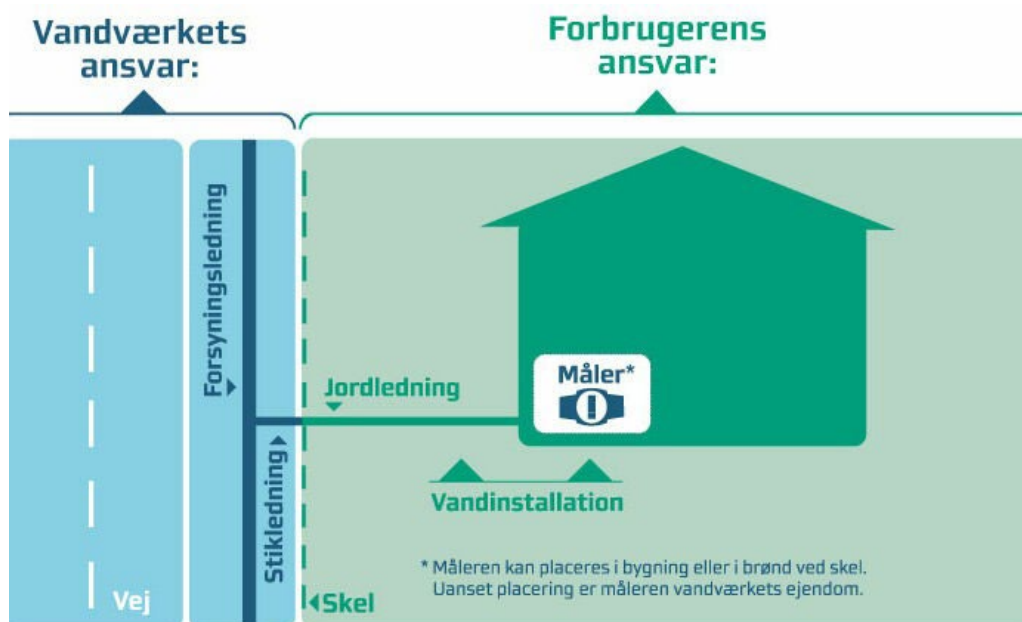 Vandværkets
ansvar:
Forbrugerens
ansvar:
Forsyningsledning
Jordledning
Måler*
Stikledning
Vandinstallation
* Måleren kan placeres i bygning eller i brønd ved skel.
Uanset placering er måleren vandværkets ejendom.
Vej
Skel